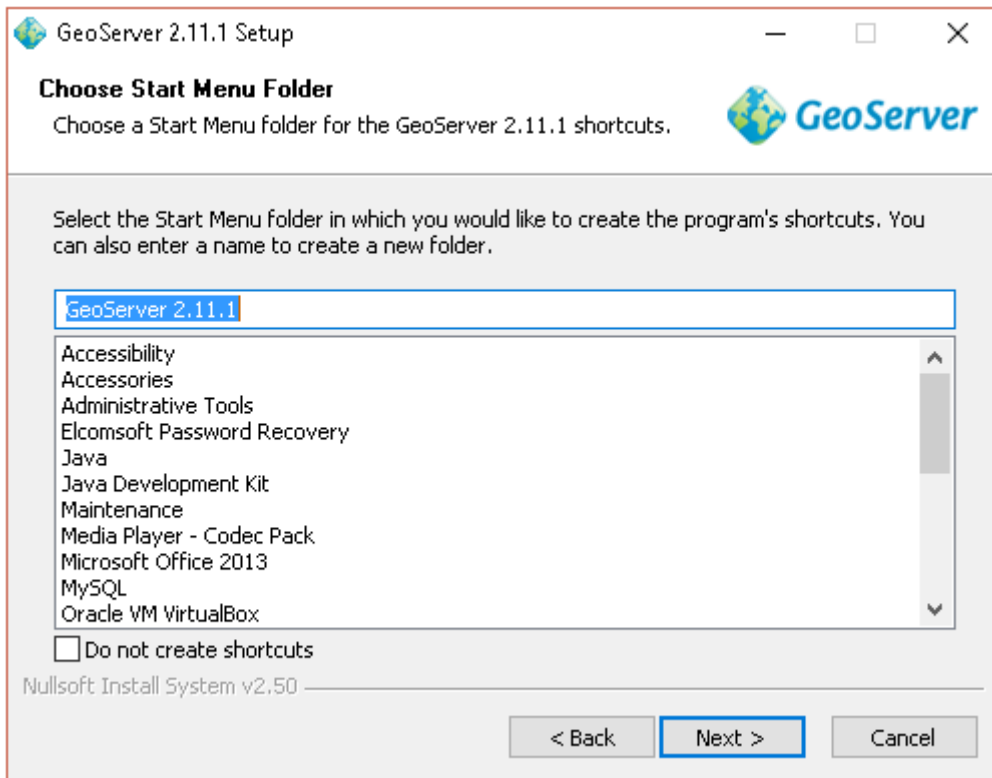 GeoServer 2.11.1 Setup
Choose Start Menu Folder
Choose a Start Menu folder for the GeoServer 2.11.1 shortcuts.
GeoServer
Select the Start Menu folder in which you would like to create the program's shortcuts. You
can also enter a name to create a new folder.
GeoServer 2.11.1
Accessibility
Accessories
Administrative Tools
Elcomsoft Password Recovery
Java
Java Development Kit
Maintenance
Media Player - Codec Pack
Microsoft Office 2013
MySQL
Oracle VM VirtualBox
Do not create shortcuts
Nullsoft Install System v2.50
< Back Next > Cancel